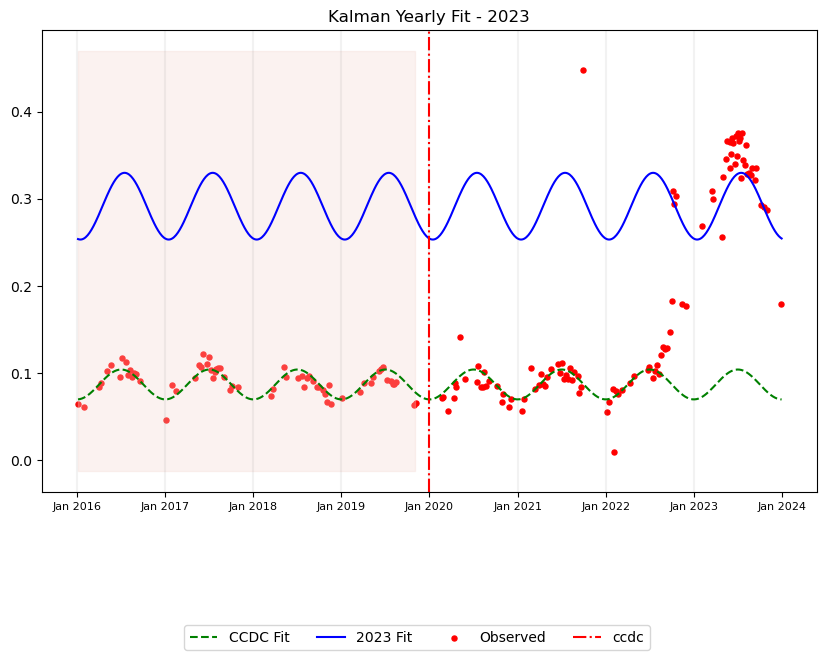 Kalman Yearly Fit - 2023
0.4
0.3
0.2
0.1
0.0
Jan 2016 Jan 2017 Jan 2018 Jan 2019 Jan 2020 Jan 2021 Jan 2022 Jan 2023 Jan 2024
CCDC Fit 2023 Fit Observed ccdc